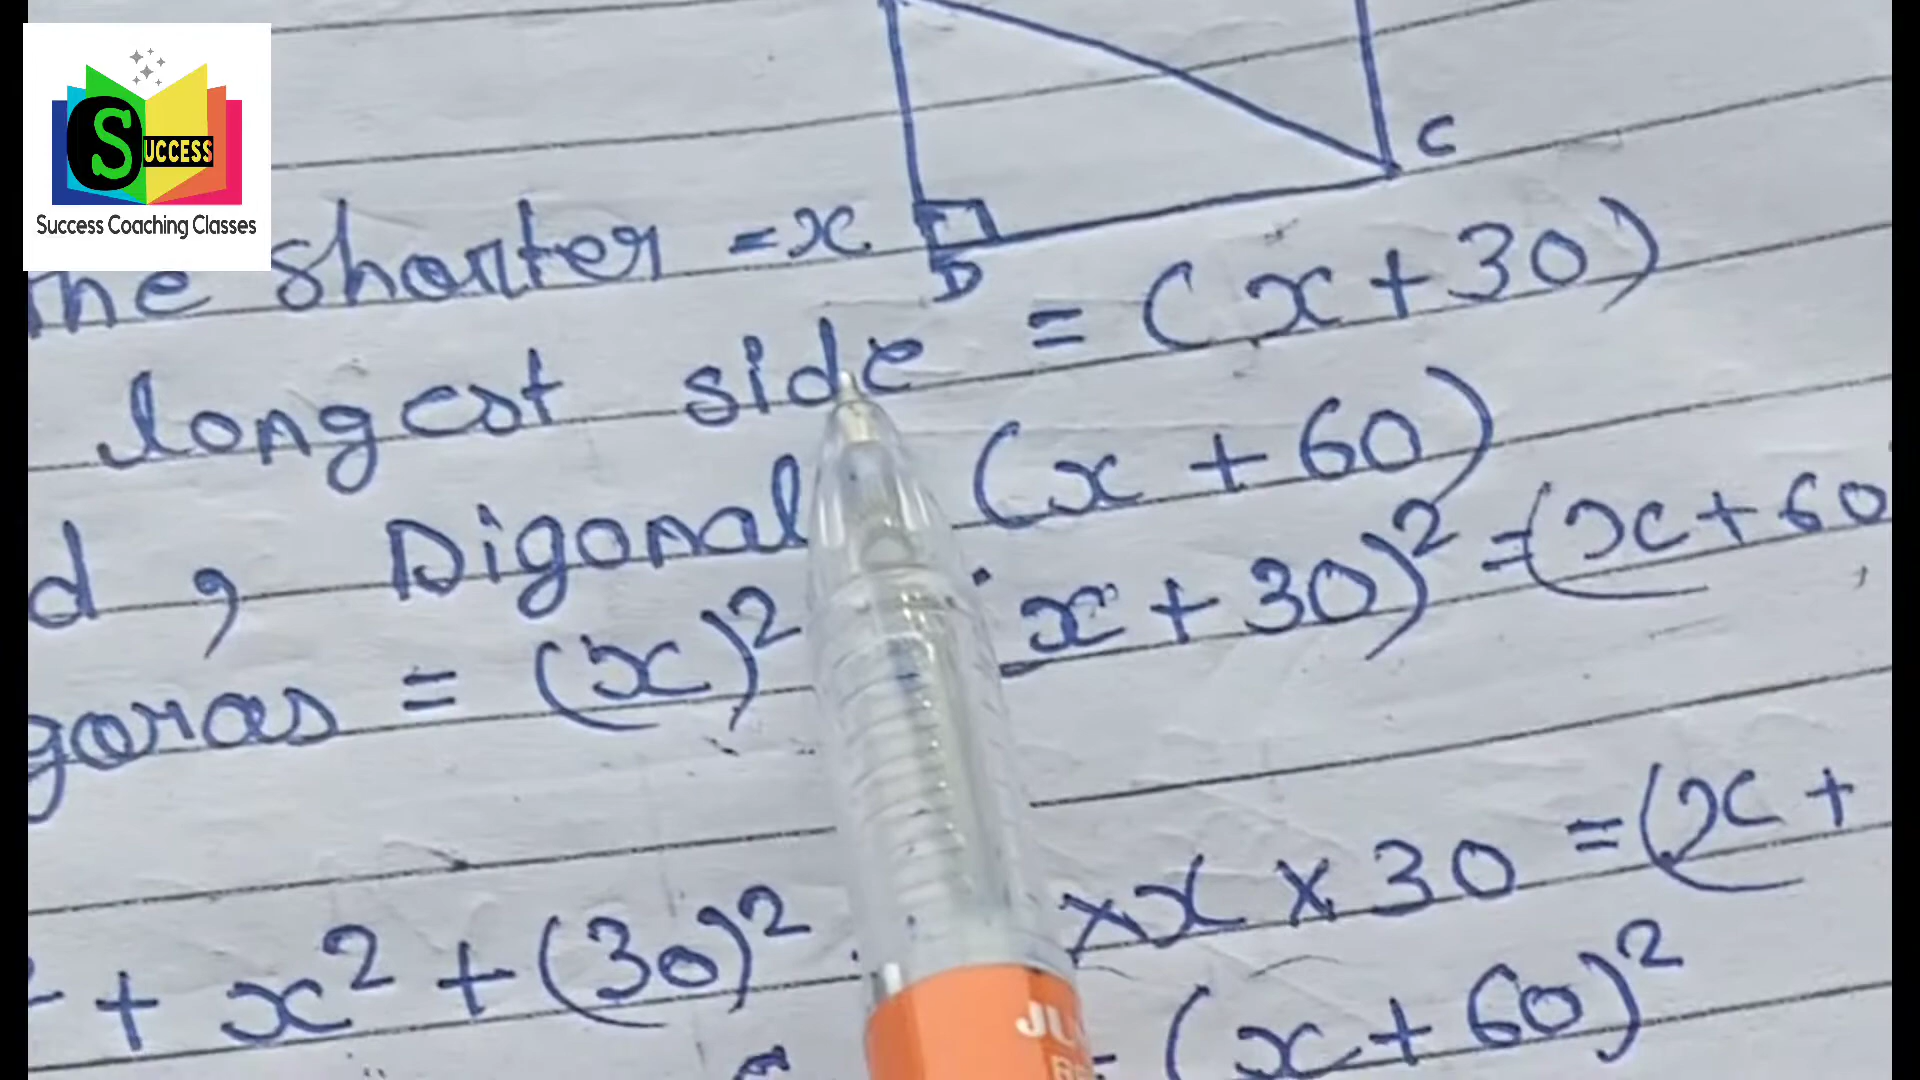 SUCCESS
Success Coaching Classes
C
D
the shorter = x
longest side = (x + 30)
d, Digonal (x + 60)
goras = (x)² x + 30)² = (x + 60
+ x² + (30)² × x × 30 = (x +
= (x + 60)²